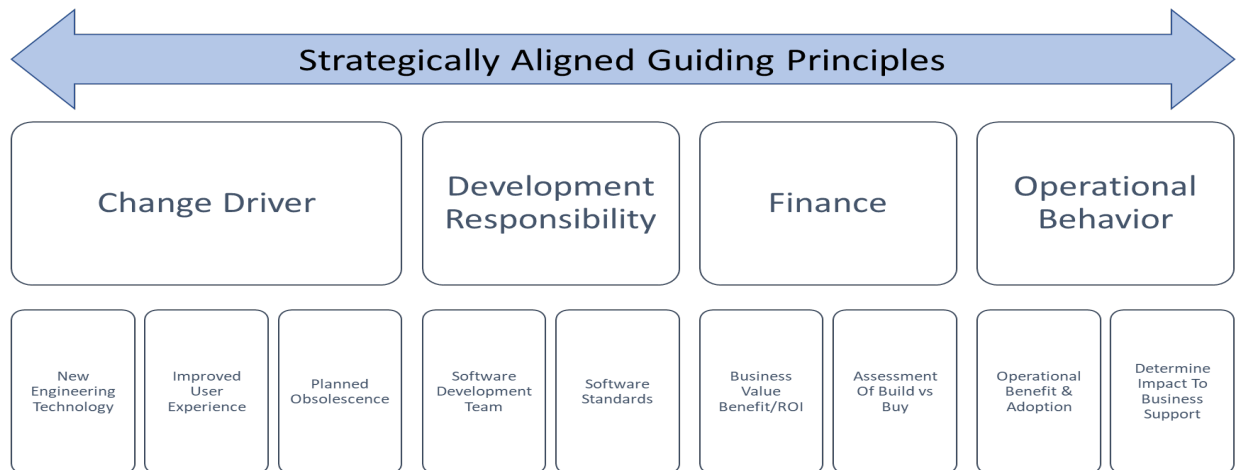 Strategically Aligned Guiding Principles
Change Driver
Development
Responsibility
Finance
Operational
Behavior
New
Engineering
Technology
Improved
User
Experience
Planned
Obsolescence
Software
Development
Team
Software
Standards
Business
Value
Benefit/ROI
Assessment
Of Build vs
Buy
Operational
Benefit &
Adoption
Determine
Impact To
Business
Support